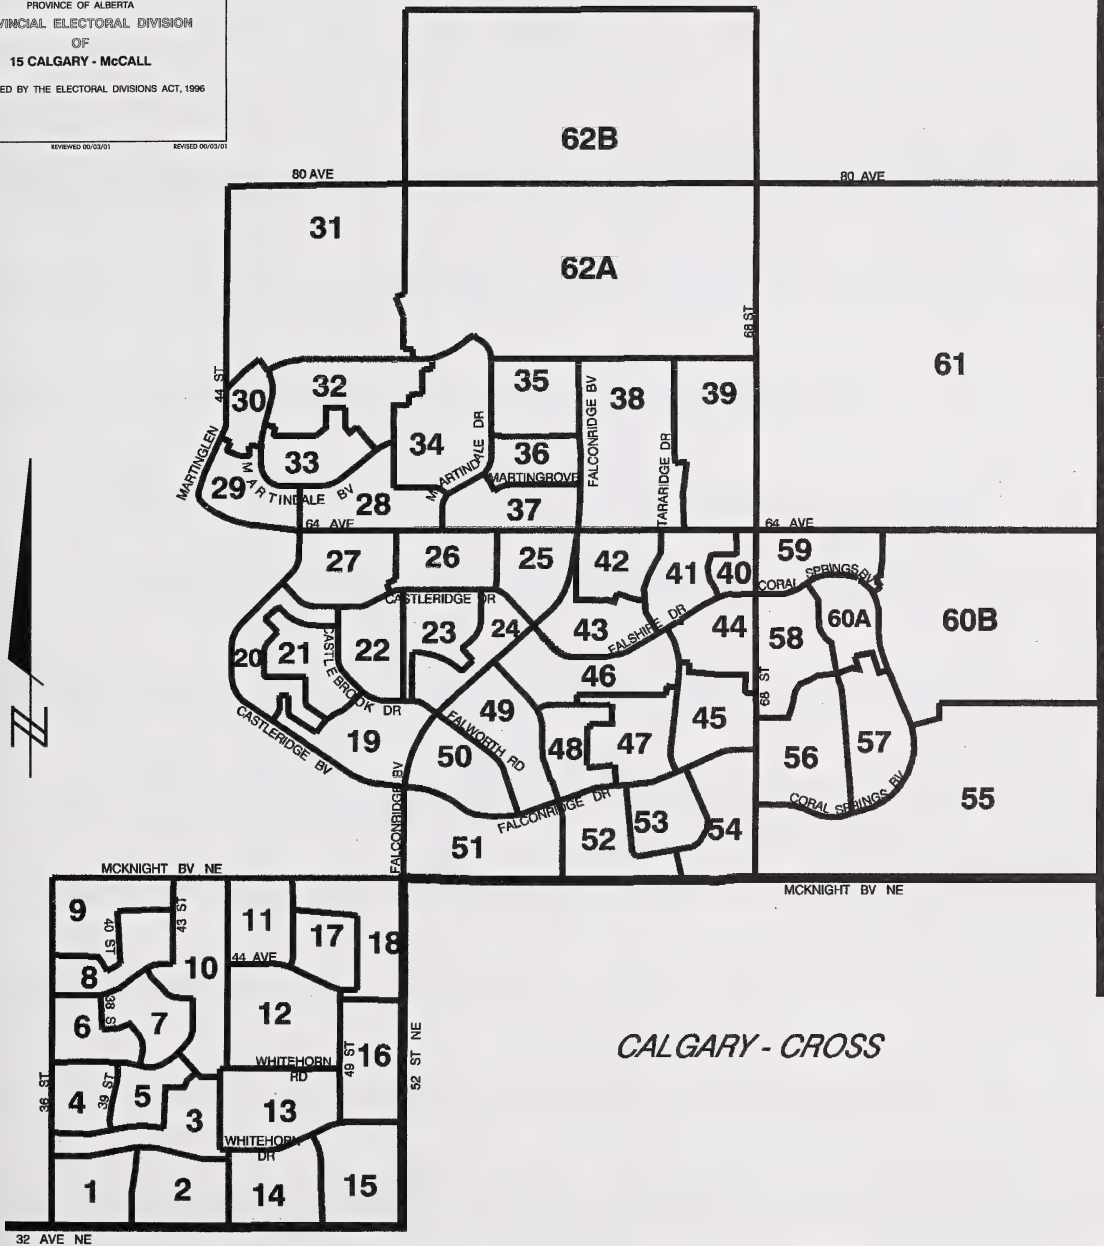 PROVINCE OF ALBERTA
VINCIAL ELECTORAL DIVISION
OF
15 CALGARY - McCALL
ED BY THE ELECTORAL DIVISIONS ACT, 1996
REVIEWED 00/03/01 REVISED 00/03/01
62B
80 AVE 80 AVE
31
62A
68 ST
61
44 ST
30
32
35
FALCONRIDGE BV
38
39
MARTINGLEN
33
34
MARTINDALE DR
36
MARTINGROVE
TARARIDGE DR
29
MARTINDALE BV
28
37
64 AVE 64 AVE
27
26
25
42
41
40
59
CORAL SPRINGS BV
CASTLERIDGE DR
60A
60B
20
21
CASTLEBROOK DR
22
23
24
43
FALSHIRE DR
44
58
46
68 ST
CASTLERIDGE BV
19
49
FALWORTH RD
50
48
47
45
56
57
CORAL SPRINGS BV
55
FALCONRIDGE BV
FALCONRIDGE DR
51
52
53
54
MCKNIGHT BV NE
MCKNIGHT BV NE
9
40 ST
43 ST
11
17
18
8
10
44 AVE
6
38 ST
7
12
CALGARY - CROSS
WHITEHORN
RD
49 ST
16
52 ST NE
36 ST
4
39 ST
5
3
13
WHITEHORN
DR
1
2
14
15
32 AVE NE
Z